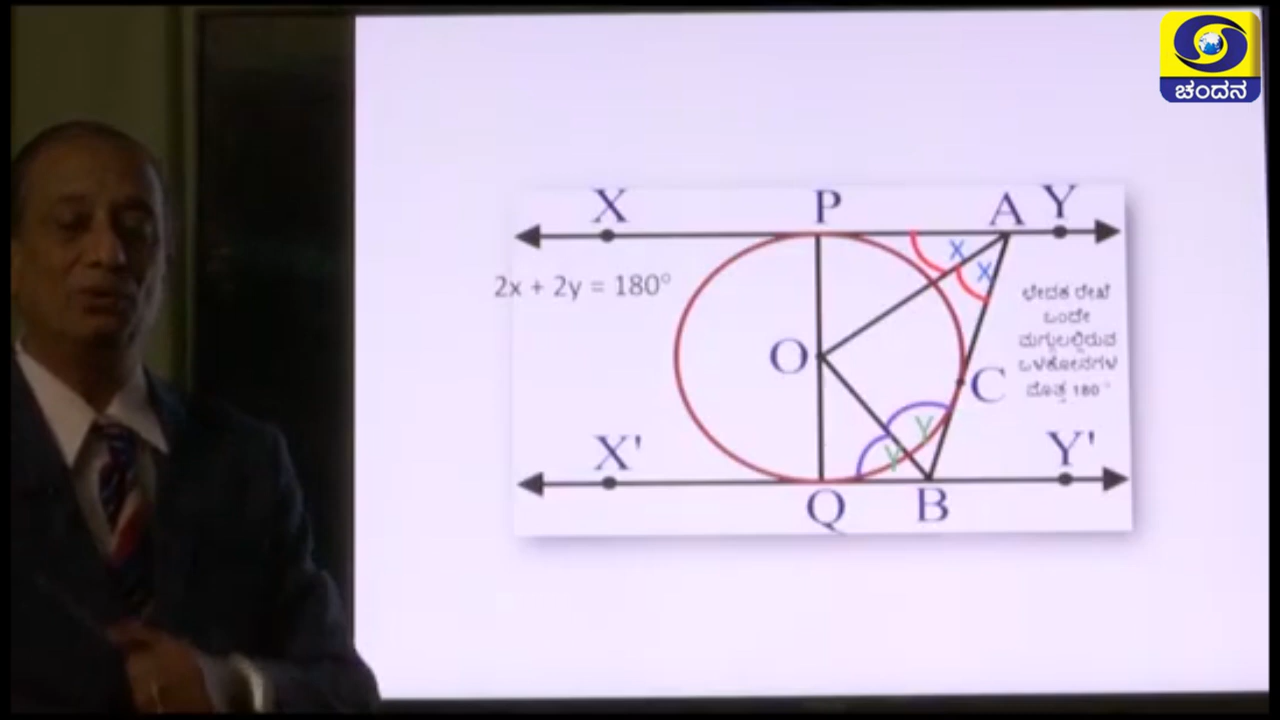 ಚಂದನ
X P A Y
x
x
2x + 2y = 180°
ಛೇದಕ ರೇಖೆ
ಒಂದೇ
ಮಗ್ಗುಲಲ್ಲಿರುವ
ಒಳಕೋನಗಳ
ಮೊತ್ತ 180°
O
C
y
y
X' Y'
Q B